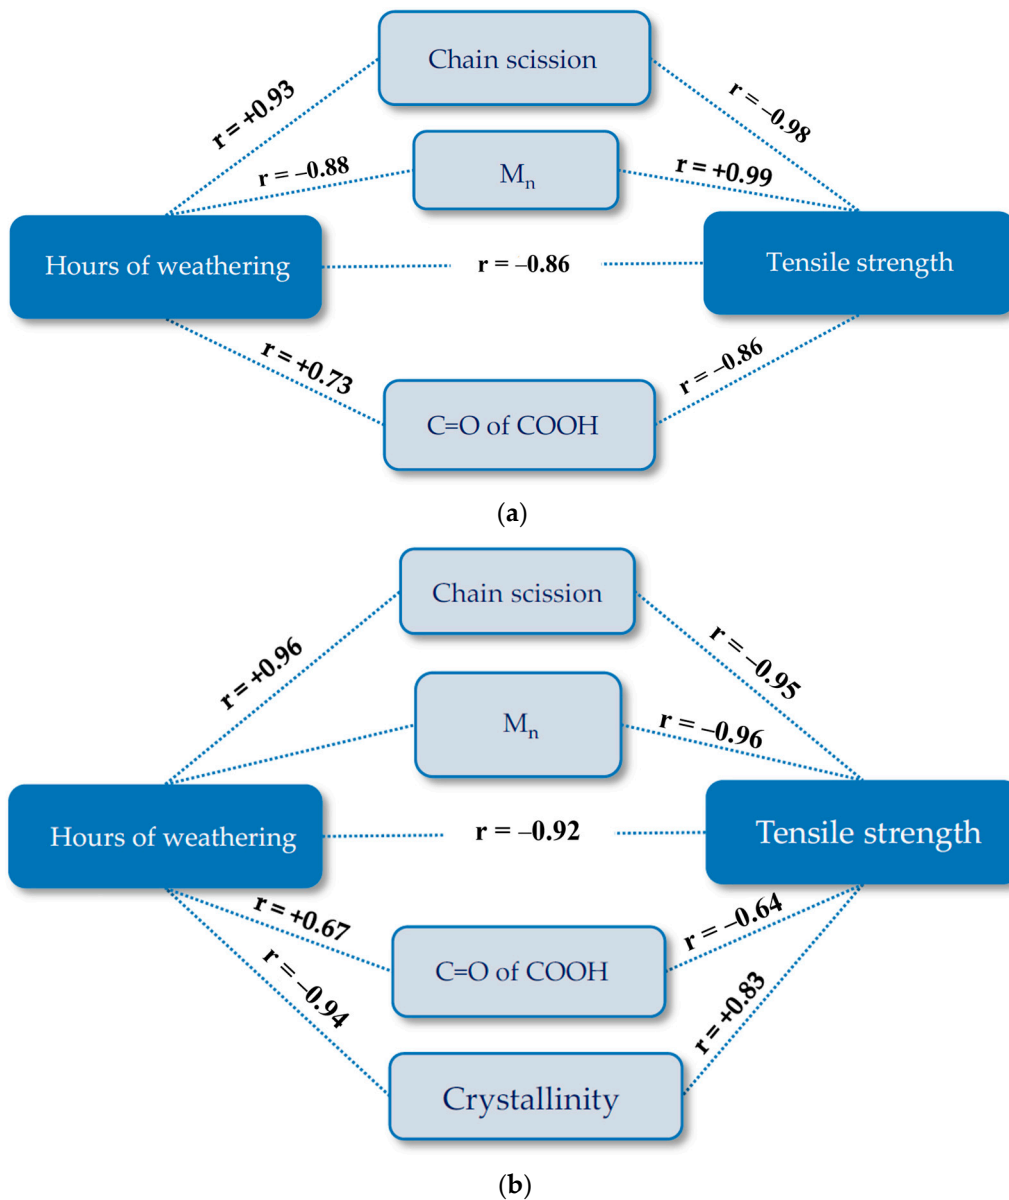 Chain scission
r = +0.93
r = –0.98
M_n
r = –0.88
r = +0.99
Hours of weathering
r = –0.86
Tensile strength
r = +0.73
r = –0.86
C=O of COOH
(a)
Chain scission
r = +0.96
r = –0.95
M_n
r = –0.96
Hours of weathering
r = –0.92
Tensile strength
r = +0.67
r = –0.64
C=O of COOH
r = –0.94
r = +0.83
Crystallinity
(b)